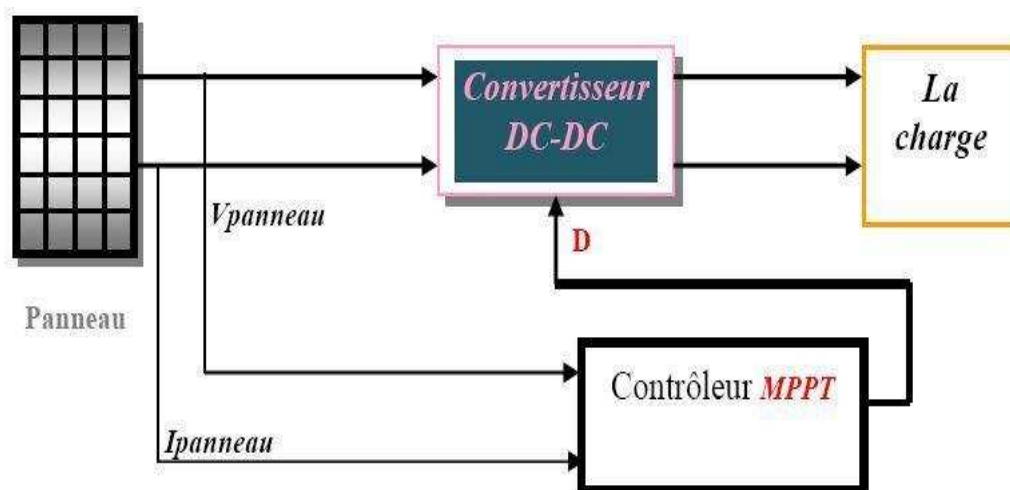 Convertisseur
DC-DC
La
charge
Vpanneau
D
Panneau
Contrôleur MPPT
Ipanneau